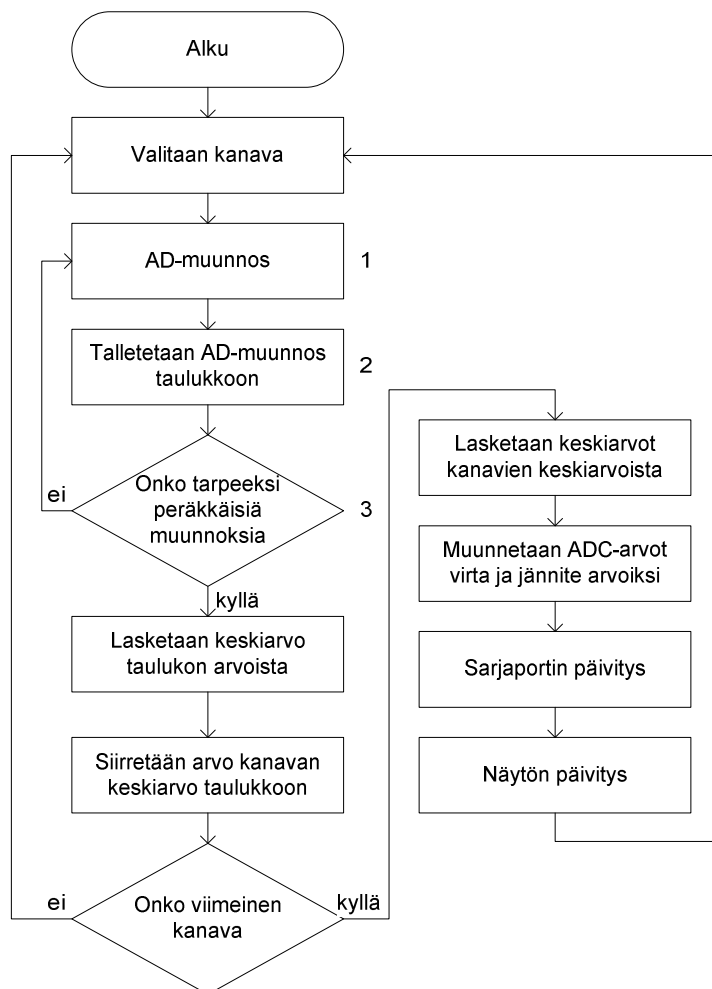 Alku
Valitaan kanava
AD-muunnos
1
Talletetaan AD-muunnos
taulukkoon
2
Onko tarpeeksi
peräkkäisiä
muunnoksia
3
ei
kyllä
Lasketaan keskiarvo
taulukon arvoista
Siirretään arvo kanavan
keskiarvo taulukkoon
Onko viimeinen
kanava
ei
kyllä
Lasketaan keskiarvot
kanavien keskiarvoista
Muunnetaan ADC-arvot
virta ja jännite arvoiksi
Sarjaportin päivitys
Näytön päivitys